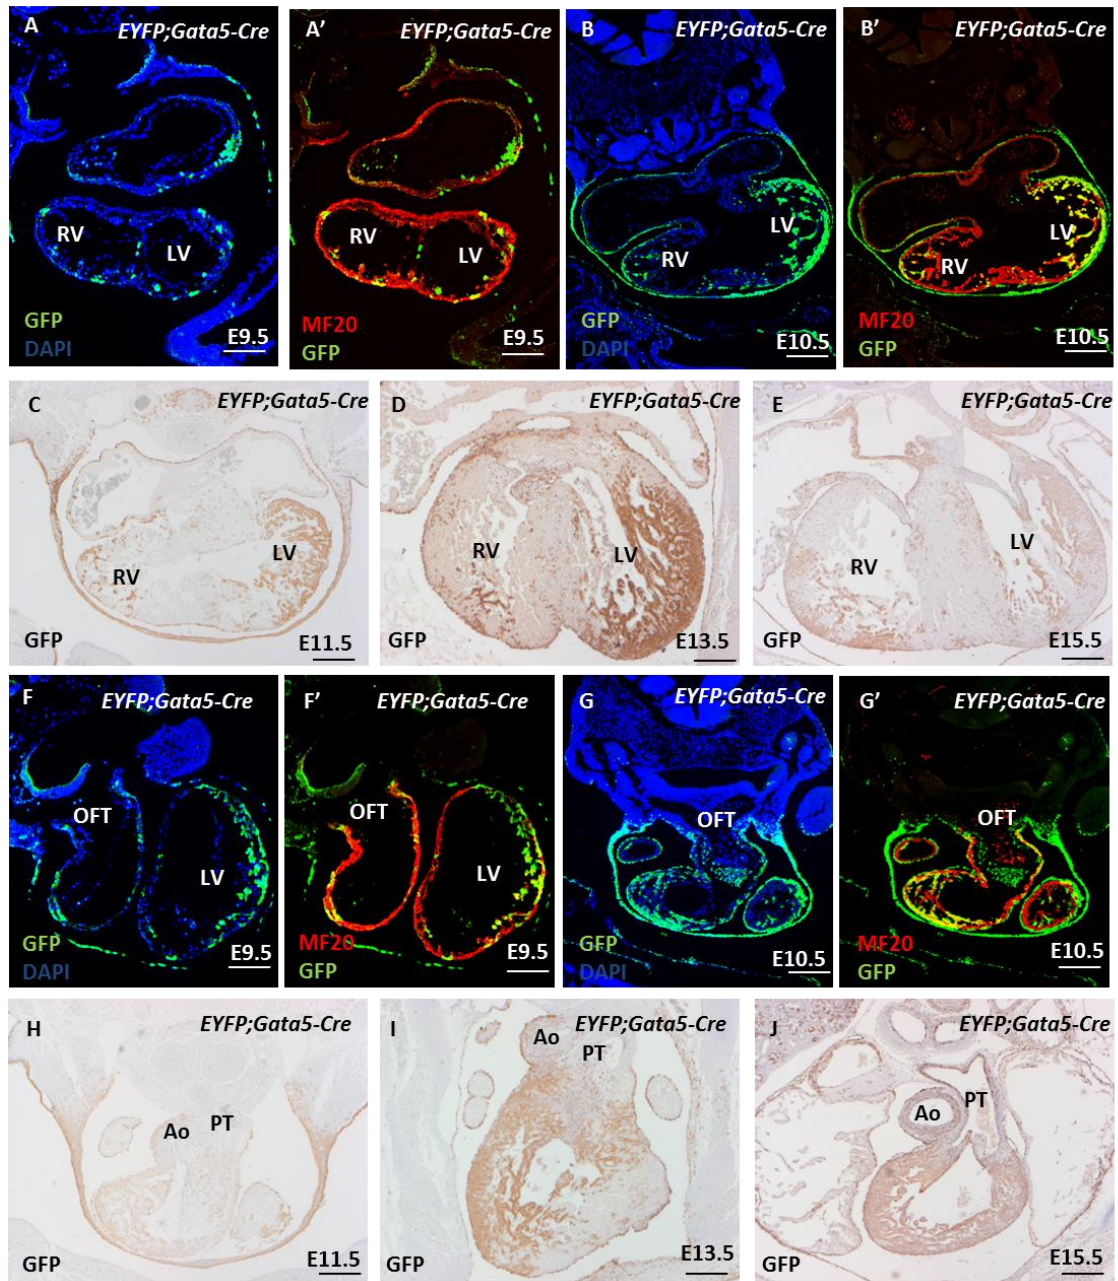 A
EYFP;Gata5-Cre
RV
LV
GFP
DAPI
E9.5
A’
EYFP;Gata5-Cre
RV
LV
MF20
GFP
E9.5
B
EYFP;Gata5-Cre
LV
RV
GFP
DAPI
E10.5
B’
EYFP;Gata5-Cre
LV
RV
MF20
GFP
E10.5
C
EYFP;Gata5-Cre
LV
RV
GFP
E11.5
D
EYFP;Gata5-Cre
RV
LV
GFP
E13.5
E
EYFP;Gata5-Cre
LV
RV
GFP
E15.5
F
EYFP;Gata5-Cre
OFT
LV
GFP
DAPI
E9.5
F’
EYFP;Gata5-Cre
OFT
LV
MF20
GFP
E9.5
G
EYFP;Gata5-Cre
OFT
GFP
DAPI
E10.5
G’
EYFP;Gata5-Cre
OFT
MF20
GFP
E10.5
H
EYFP;Gata5-Cre
Ao
PT
GFP
E11.5
I
EYFP;Gata5-Cre
Ao
PT
GFP
E13.5
J
EYFP;Gata5-Cre
Ao
PT
GFP
E15.5